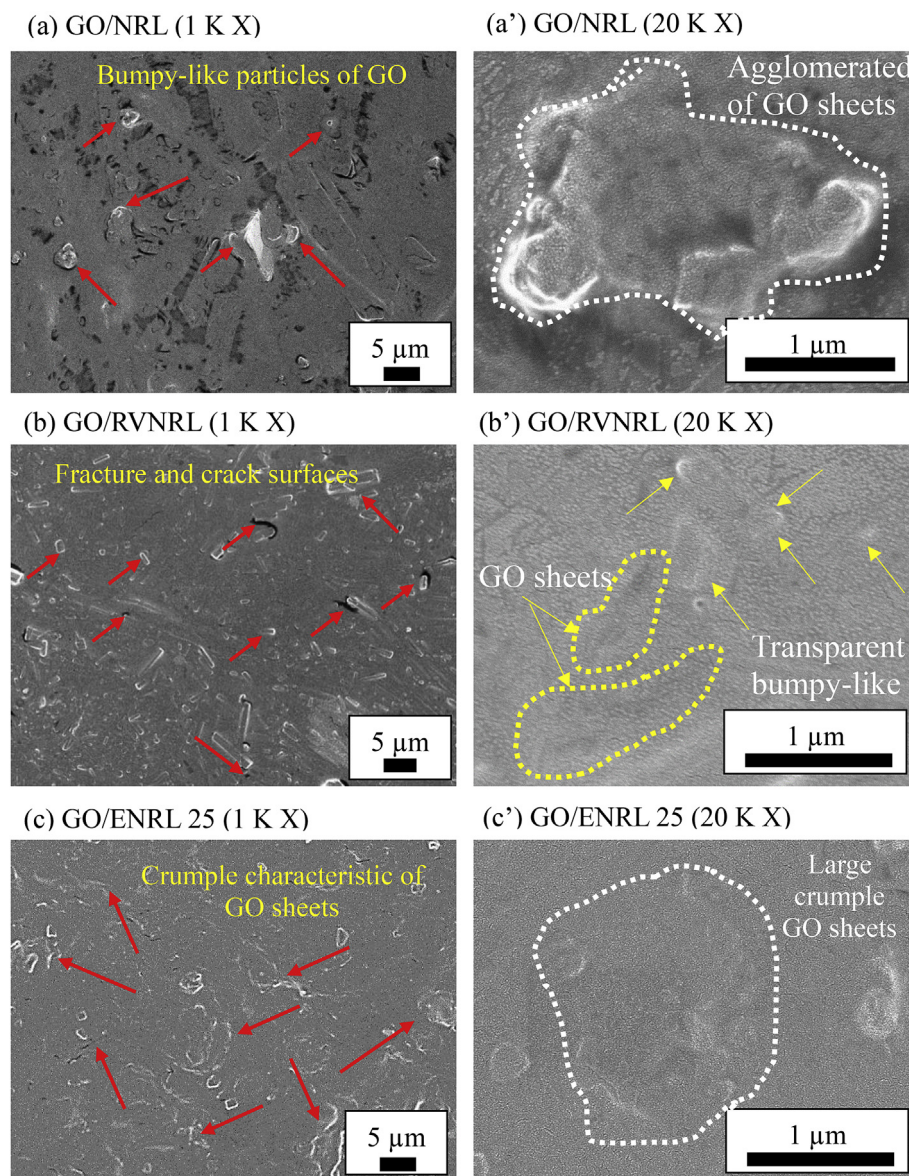 (a) GO/NRL (1 K X)
(a’) GO/NRL (20 K X)
Bumpy-like particles of GO
5 µm
Agglomerated
of GO sheets
1 µm
(b) GO/RVNRL (1 K X)
(b’) GO/RVNRL (20 K X)
Fracture and crack surfaces
5 µm
GO sheets
Transparent
bumpy-like
1 µm
(c) GO/ENRL 25 (1 K X)
(c’) GO/ENRL 25 (20 K X)
Crumple characteristic of
GO sheets
5 µm
Large
crumple
GO sheets
1 µm